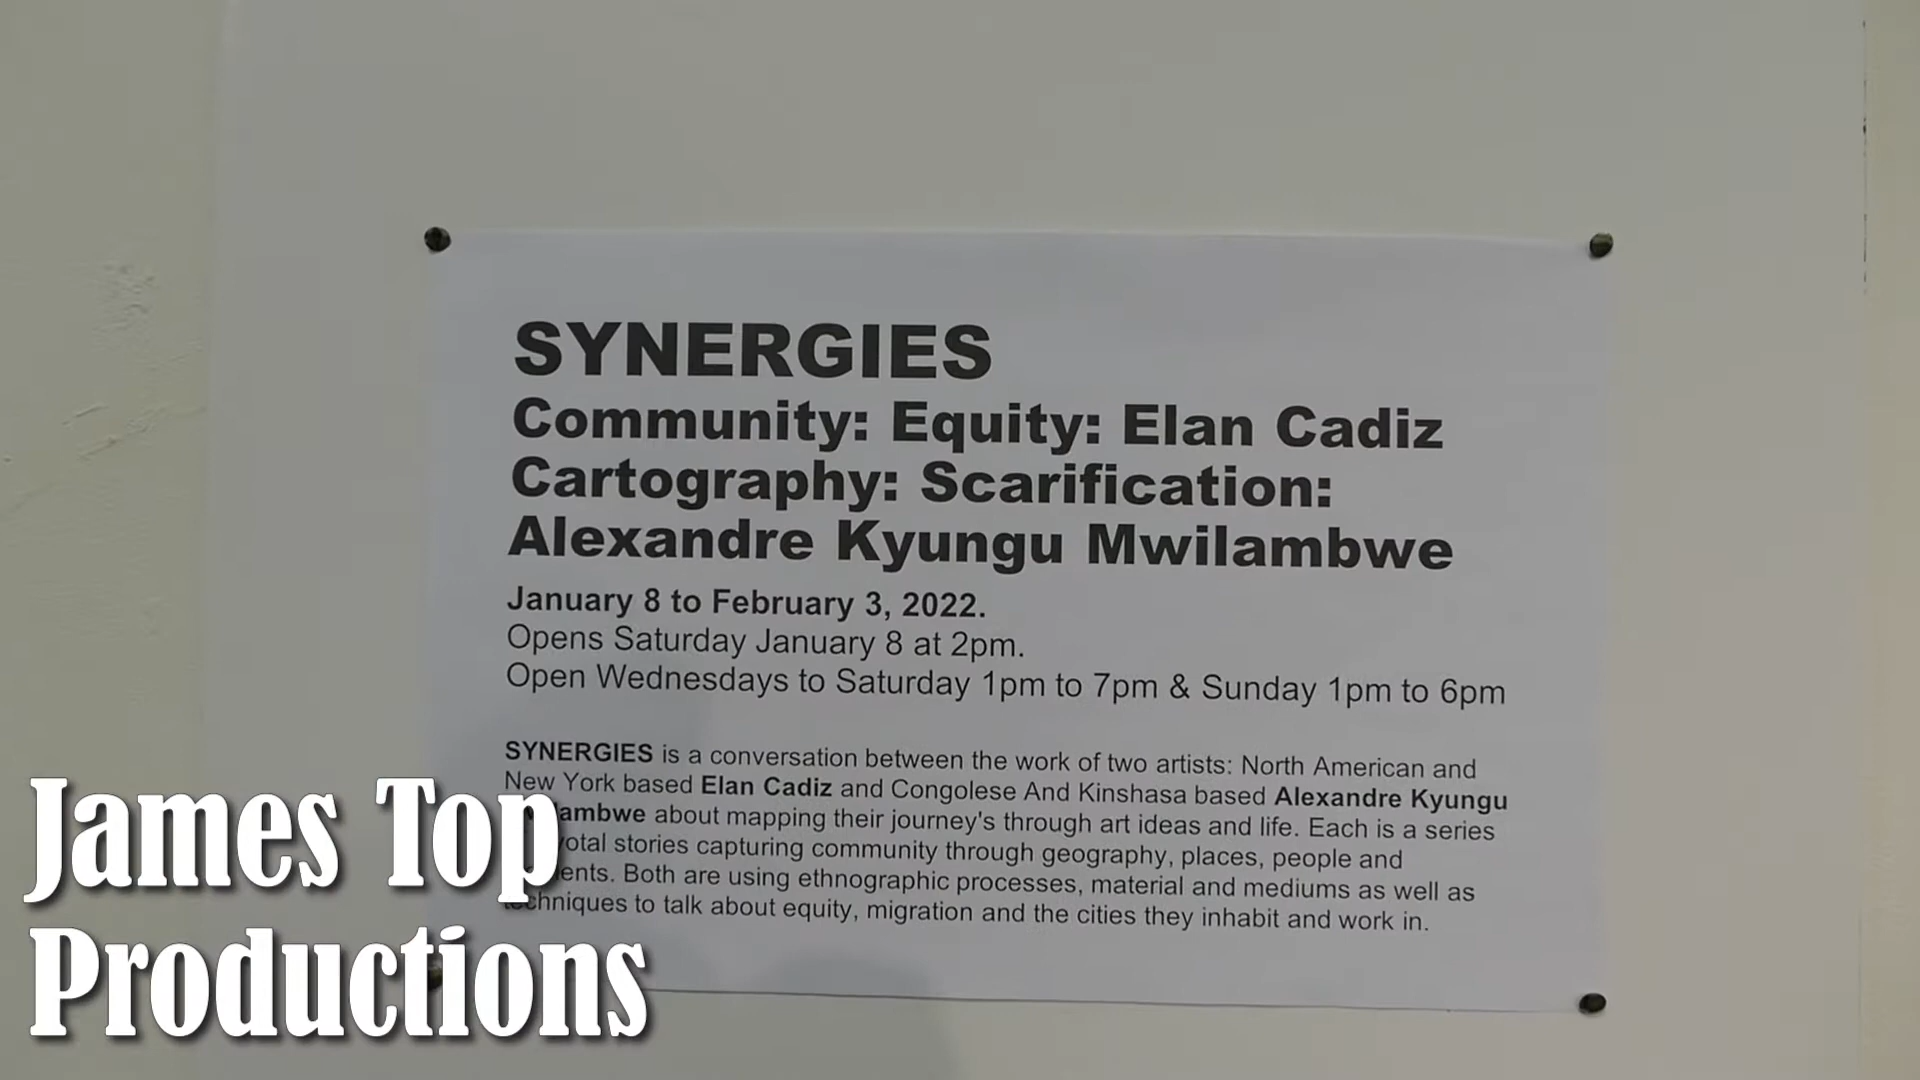 SYNERGIES
Community: Equity: Elan Cadiz
Cartography: Scarification:
Alexandre Kyungu Mwilambwe
January 8 to February 3, 2022.
Opens Saturday January 8 at 2pm.
Open Wednesdays to Saturday 1pm to 7pm & Sunday 1pm to 6pm
SYNERGIES is a conversation between the work of two artists: North American and
New York based Elan Cadiz and Congolese And Kinshasa based Alexandre Kyungu
about mapping their journey's through art ideas and life. Each is a series
stories capturing community through geography, places, people and
Both are using ethnographic processes, material and mediums as well as
techniques to talk about equity, migration and the cities they inhabit and work in.
James Top
Productions